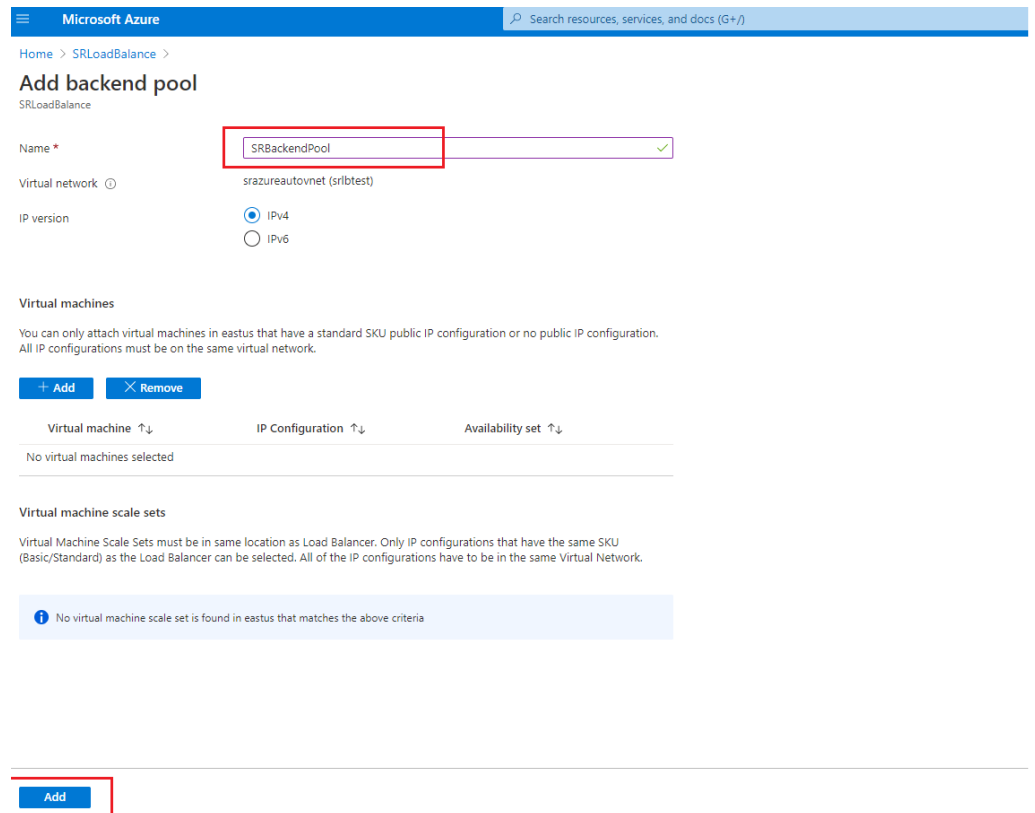 Microsoft Azure
Search resources, services, and docs (G+/)
Home > SRLoadBalance >
Add backend pool
SRLoadBalance
Name * SRBackendPool
Virtual network srazureautovnet (srlbtest)
IP version IPv4
IPv6
Virtual machines
You can only attach virtual machines in eastus that have a standard SKU public IP configuration or no public IP configuration.
All IP configurations must be on the same virtual network.
+ Add × Remove
Virtual machine ↑↓ IP Configuration ↑↓ Availability set ↑↓
No virtual machines selected
Virtual machine scale sets
Virtual Machine Scale Sets must be in same location as Load Balancer. Only IP configurations that have the same SKU
(Basic/Standard) as the Load Balancer can be selected. All of the IP configurations have to be in the same Virtual Network.
No virtual machine scale set is found in eastus that matches the above criteria
Add